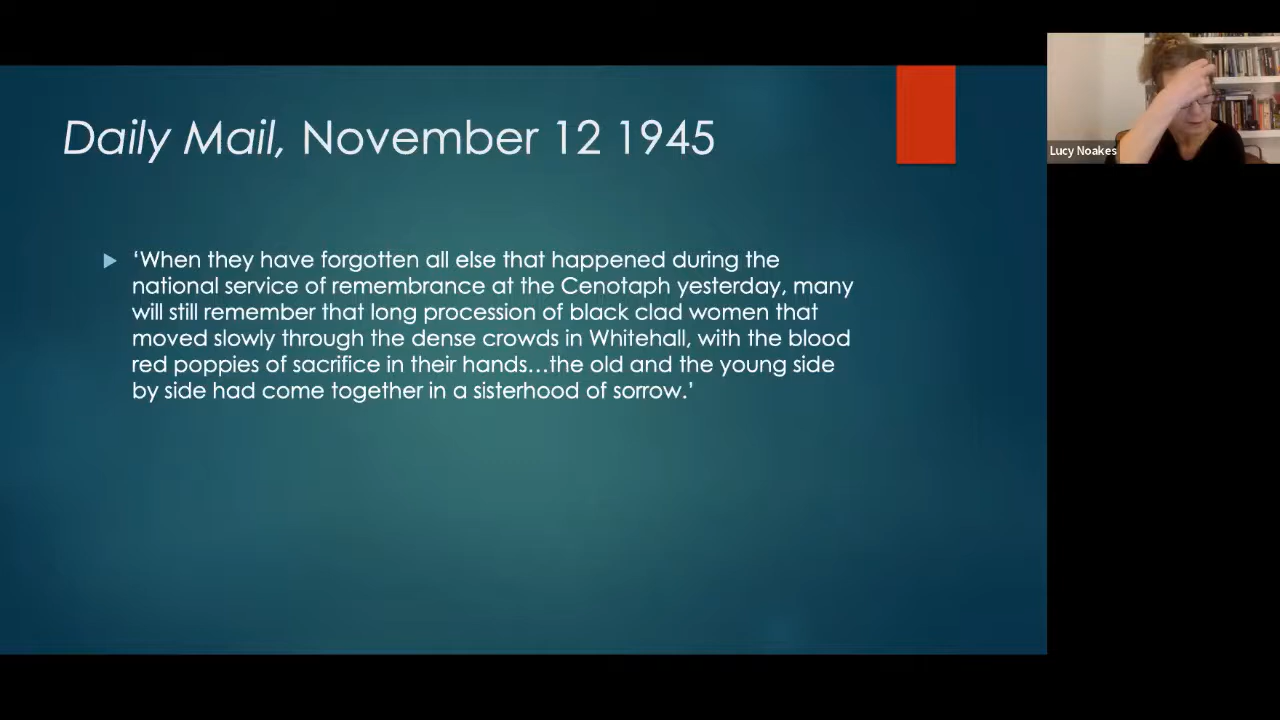 Daily Mail, November 12 1945
Lucy Noakes
‘When they have forgotten all else that happened during the
national service of remembrance at the Cenotaph yesterday, many
will still remember that long procession of black clad women that
moved slowly through the dense crowds in Whitehall, with the blood
red poppies of sacrifice in their hands…the old and the young side
by side had come together in a sisterhood of sorrow.’